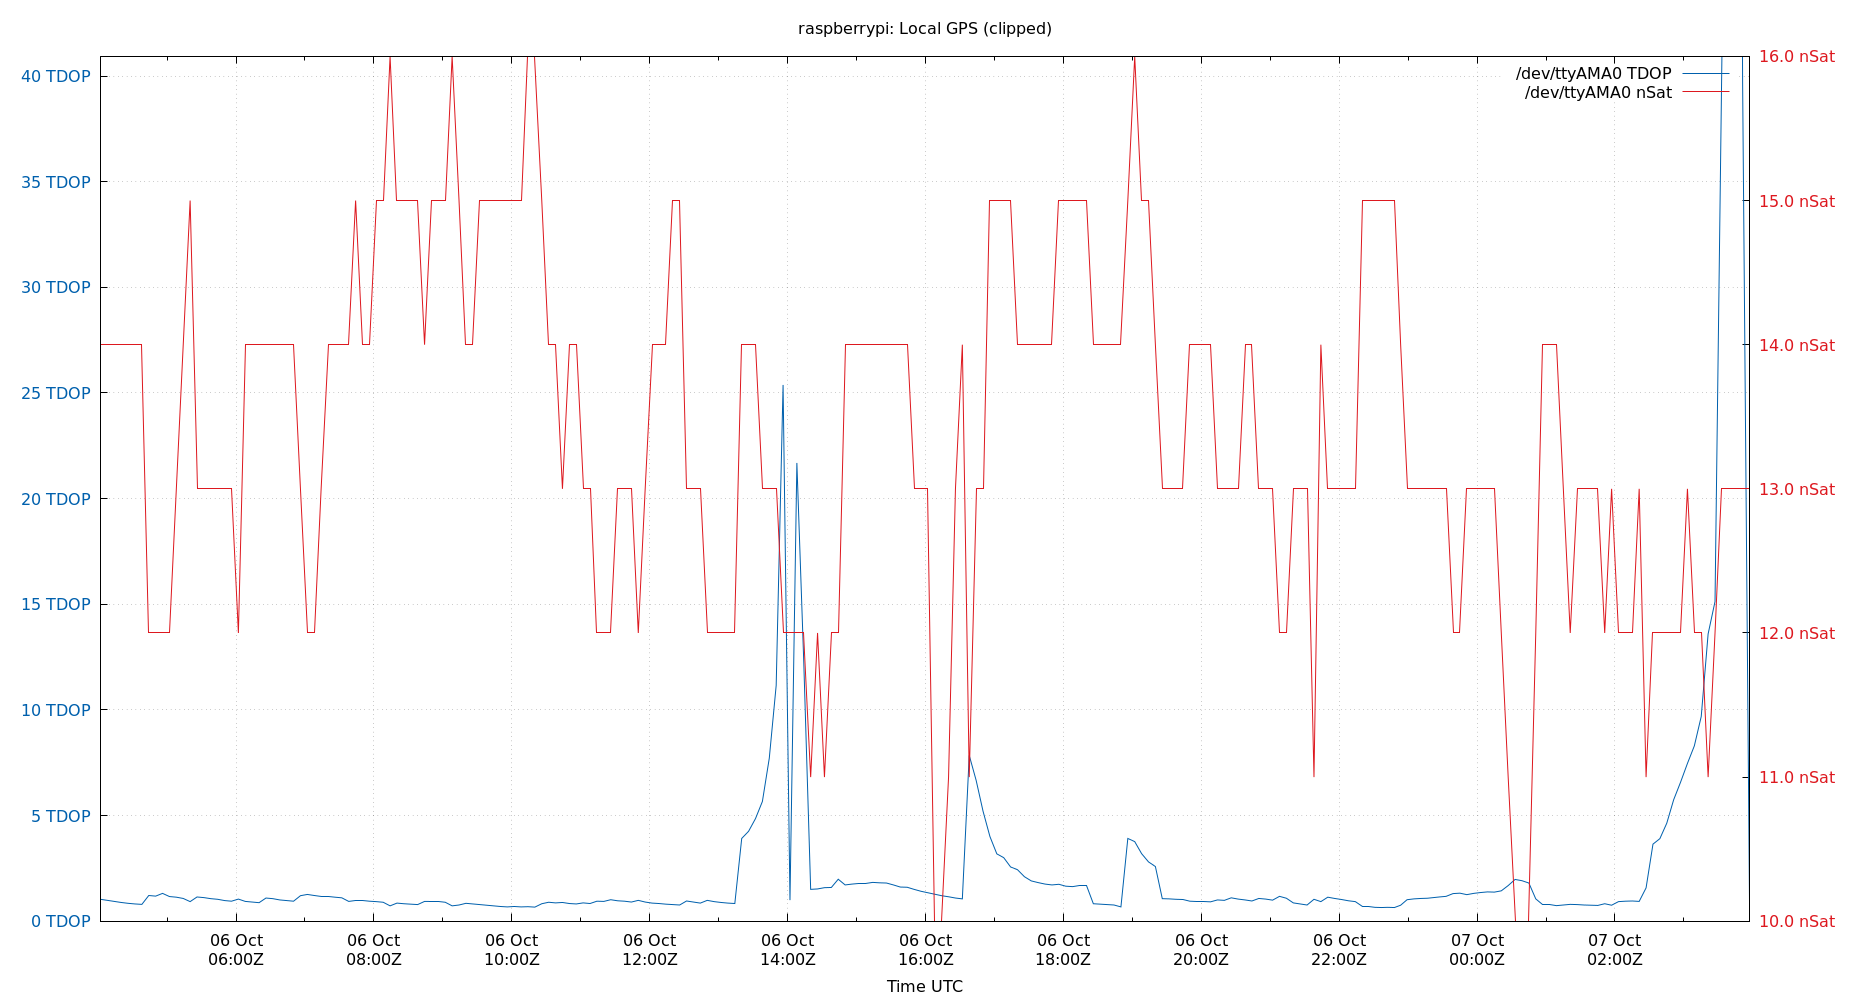 raspberrypi: Local GPS (clipped)
40 TDOP
35 TDOP
30 TDOP
25 TDOP
20 TDOP
15 TDOP
10 TDOP
5 TDOP
0 TDOP
/dev/ttyAMA0 TDOP
/dev/ttyAMA0 nSat
16.0 nSat
15.0 nSat
14.0 nSat
13.0 nSat
12.0 nSat
11.0 nSat
10.0 nSat
06 Oct
06:00Z
06 Oct
08:00Z
06 Oct
10:00Z
06 Oct
12:00Z
06 Oct
14:00Z
06 Oct
16:00Z
06 Oct
18:00Z
06 Oct
20:00Z
06 Oct
22:00Z
07 Oct
00:00Z
07 Oct
02:00Z
Time UTC